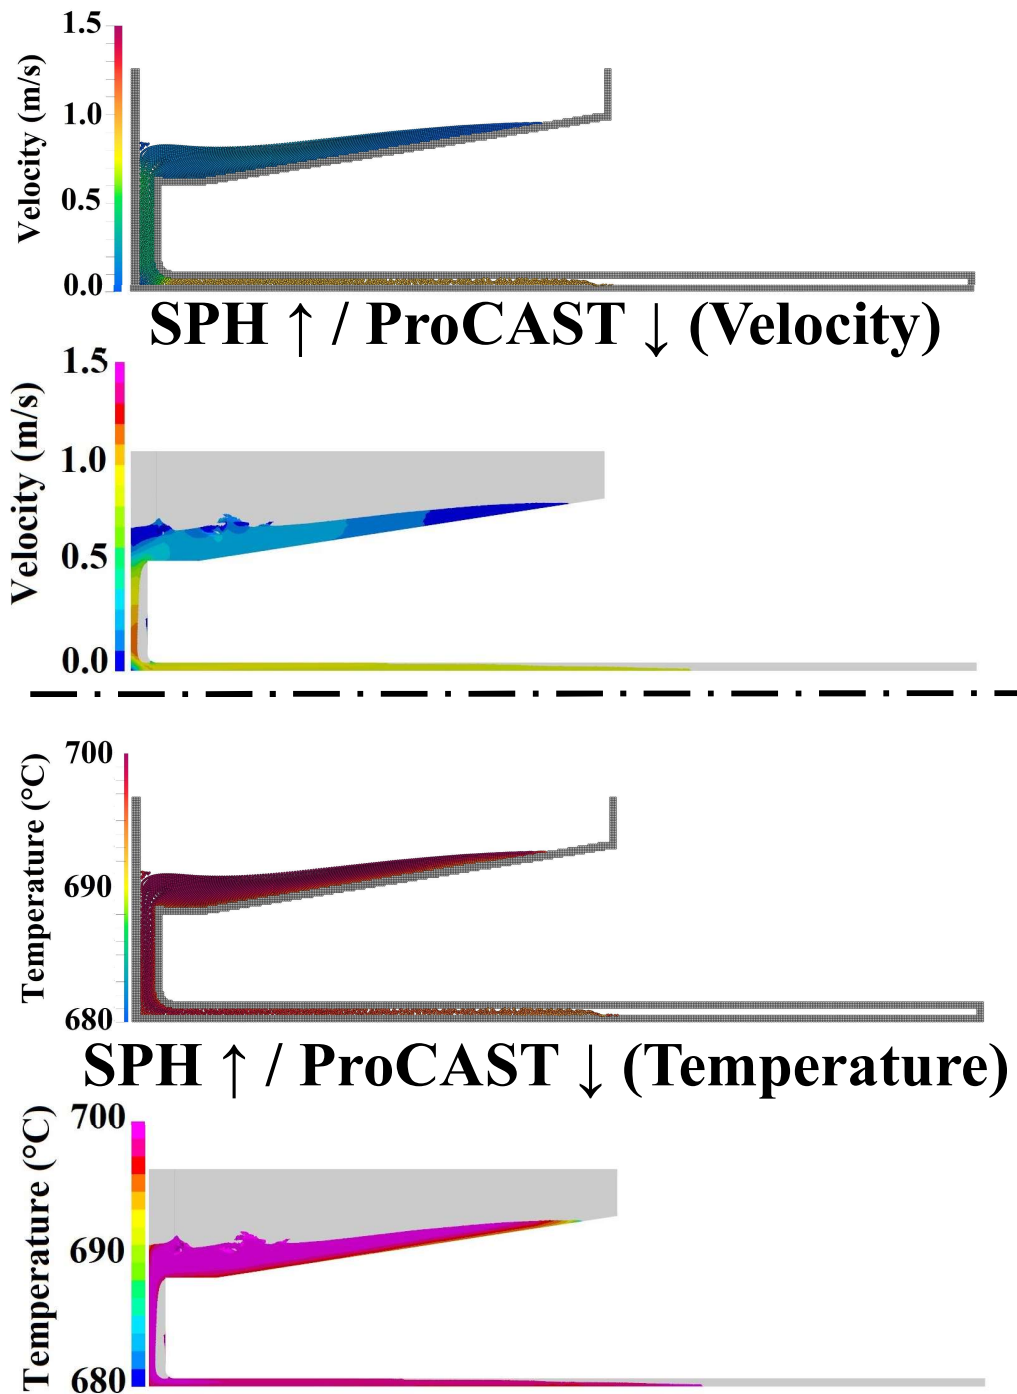 1.5
1.0
0.5
0.0
Velocity (m/s)
SPH ↑ / ProCAST ↓ (Velocity)
1.5
1.0
0.5
0.0
Velocity (m/s)
700
690
680
Temperature (°C)
SPH ↑ / ProCAST ↓ (Temperature)
700
690
680
Temperature (°C)